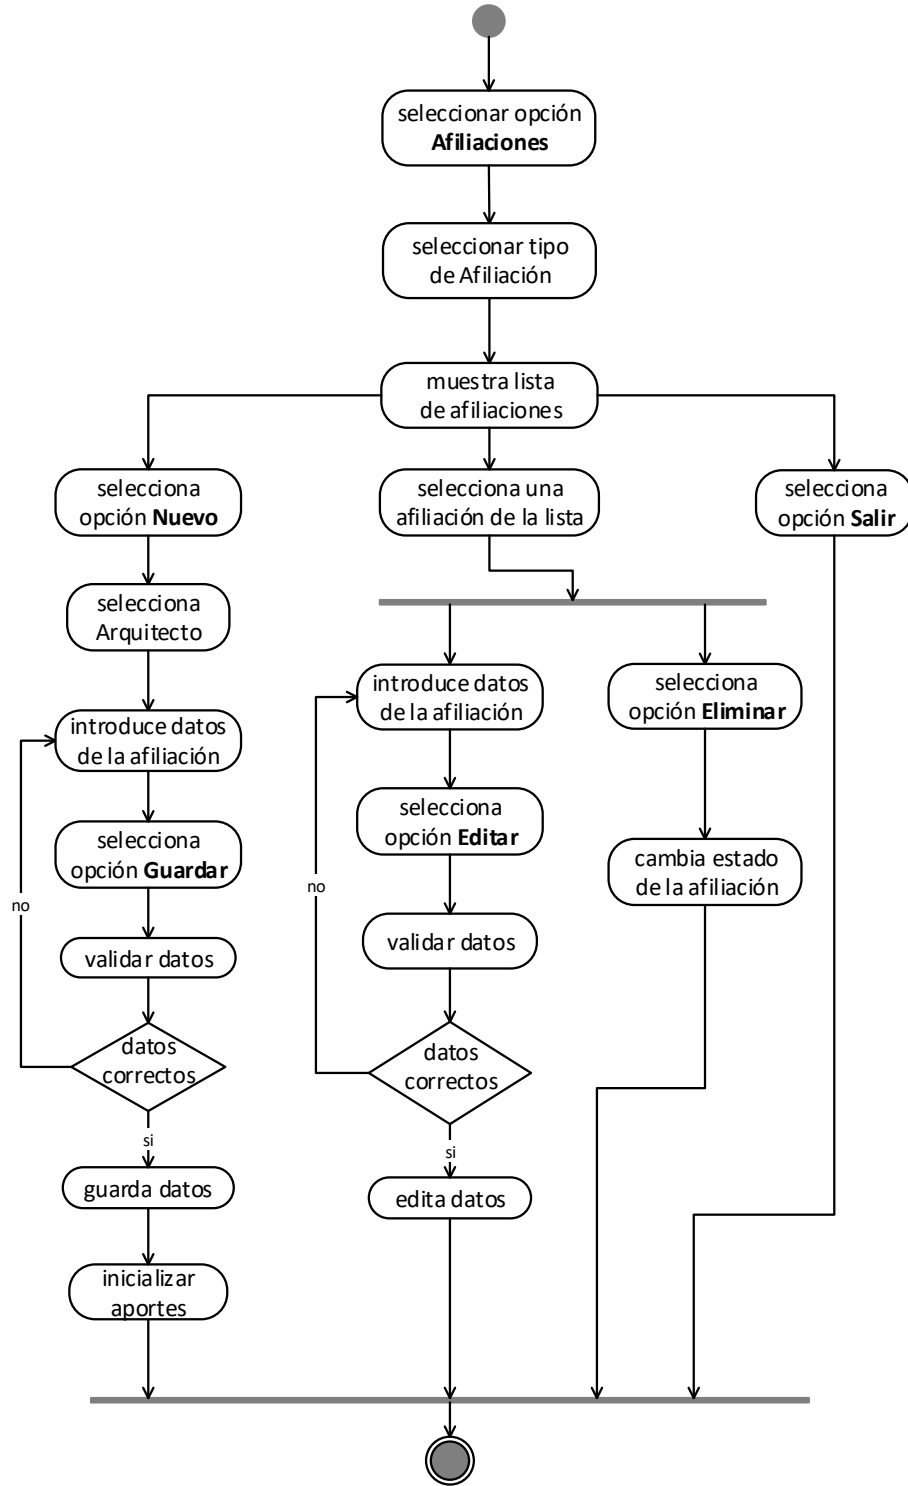 seleccionar opción
Afiliaciones
seleccionar tipo
de Afiliación
muestra lista
de afiliaciones
selecciona
opción Nuevo
selecciona una
afiliación de la lista
selecciona
opción Salir
selecciona
Arquitecto
introduce datos
de la afiliación
selecciona
opción Eliminar
introduce datos
de la afiliación
selecciona
opción Editar
selecciona
opción Guardar
cambia estado
de la afiliación
no
no
validar datos
validar datos
datos
correctos
datos
correctos
si
si
guarda datos
edita datos
inicializar
aportes